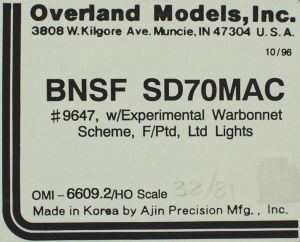 Overland Models, Inc.
3808 W. Kilgore Ave. Muncie, IN 47304 U.S.A.
10/96
BNSF SD70MAC
#9647, w/Experimental Warbonnet
Scheme, F/Ptd, Ltd Lights
32/81
OMI-6609.2/HO Scale
Made in Korea by Ajin Precision Mfg., Inc.